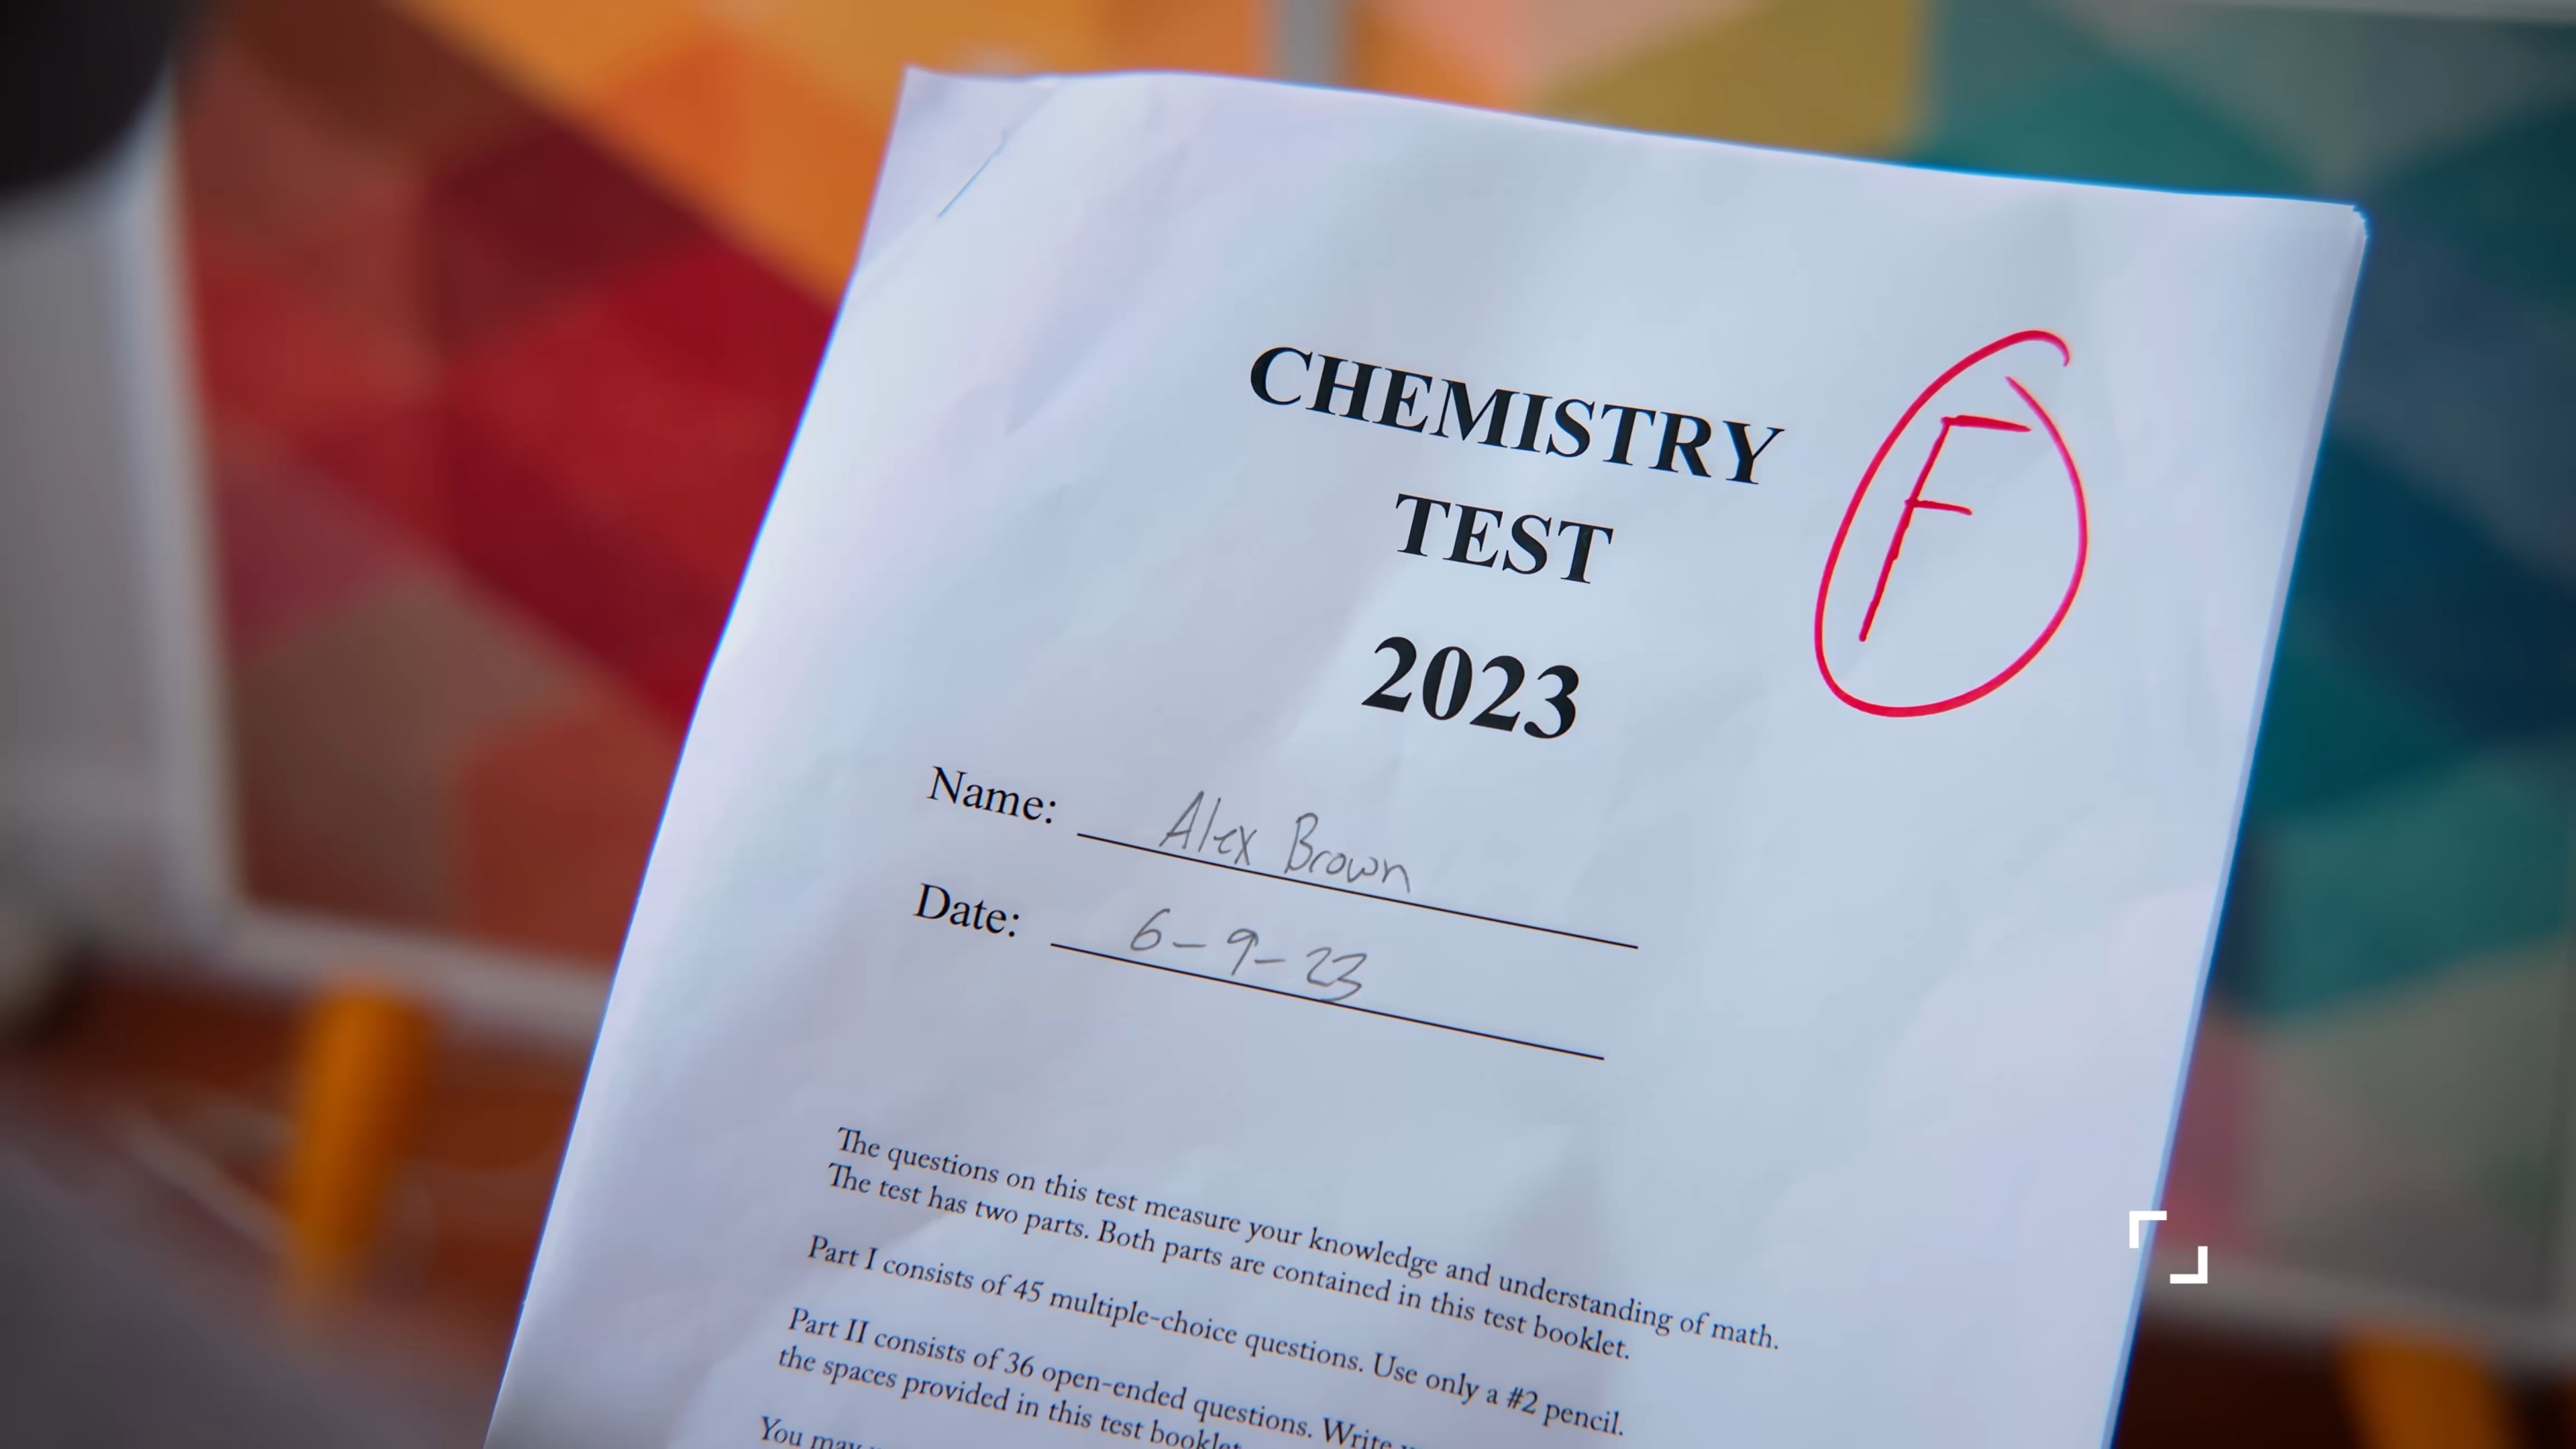 CHEMISTRY
TEST
2023
F
Name: Alex Brown
Date: 6-9-23
The questions on this test measure your knowledge and understanding of math.
The test has two parts. Both parts are contained in this test booklet.
Part I consists of 45 multiple-choice questions. Use only a #2 pencil.
Part II consists of 36 open-ended questions. Write
the spaces provided in this test booklet
You may